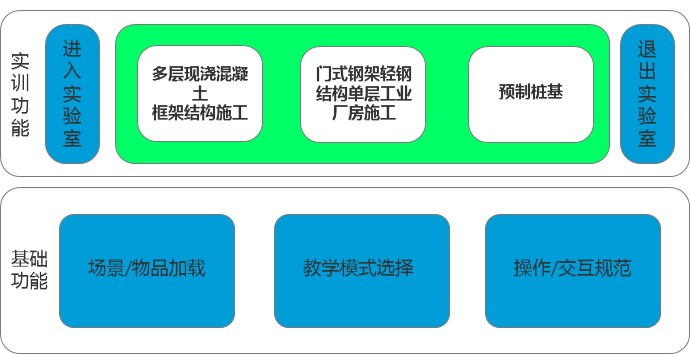 实训功能
进入实验室
多层现浇混凝
土
框架结构施工
门式钢架轻钢
结构单层工业
厂房施工
预制桩基
退出实验室
基础
功能
场景/物品加载
教学模式选择
操作/交互规范